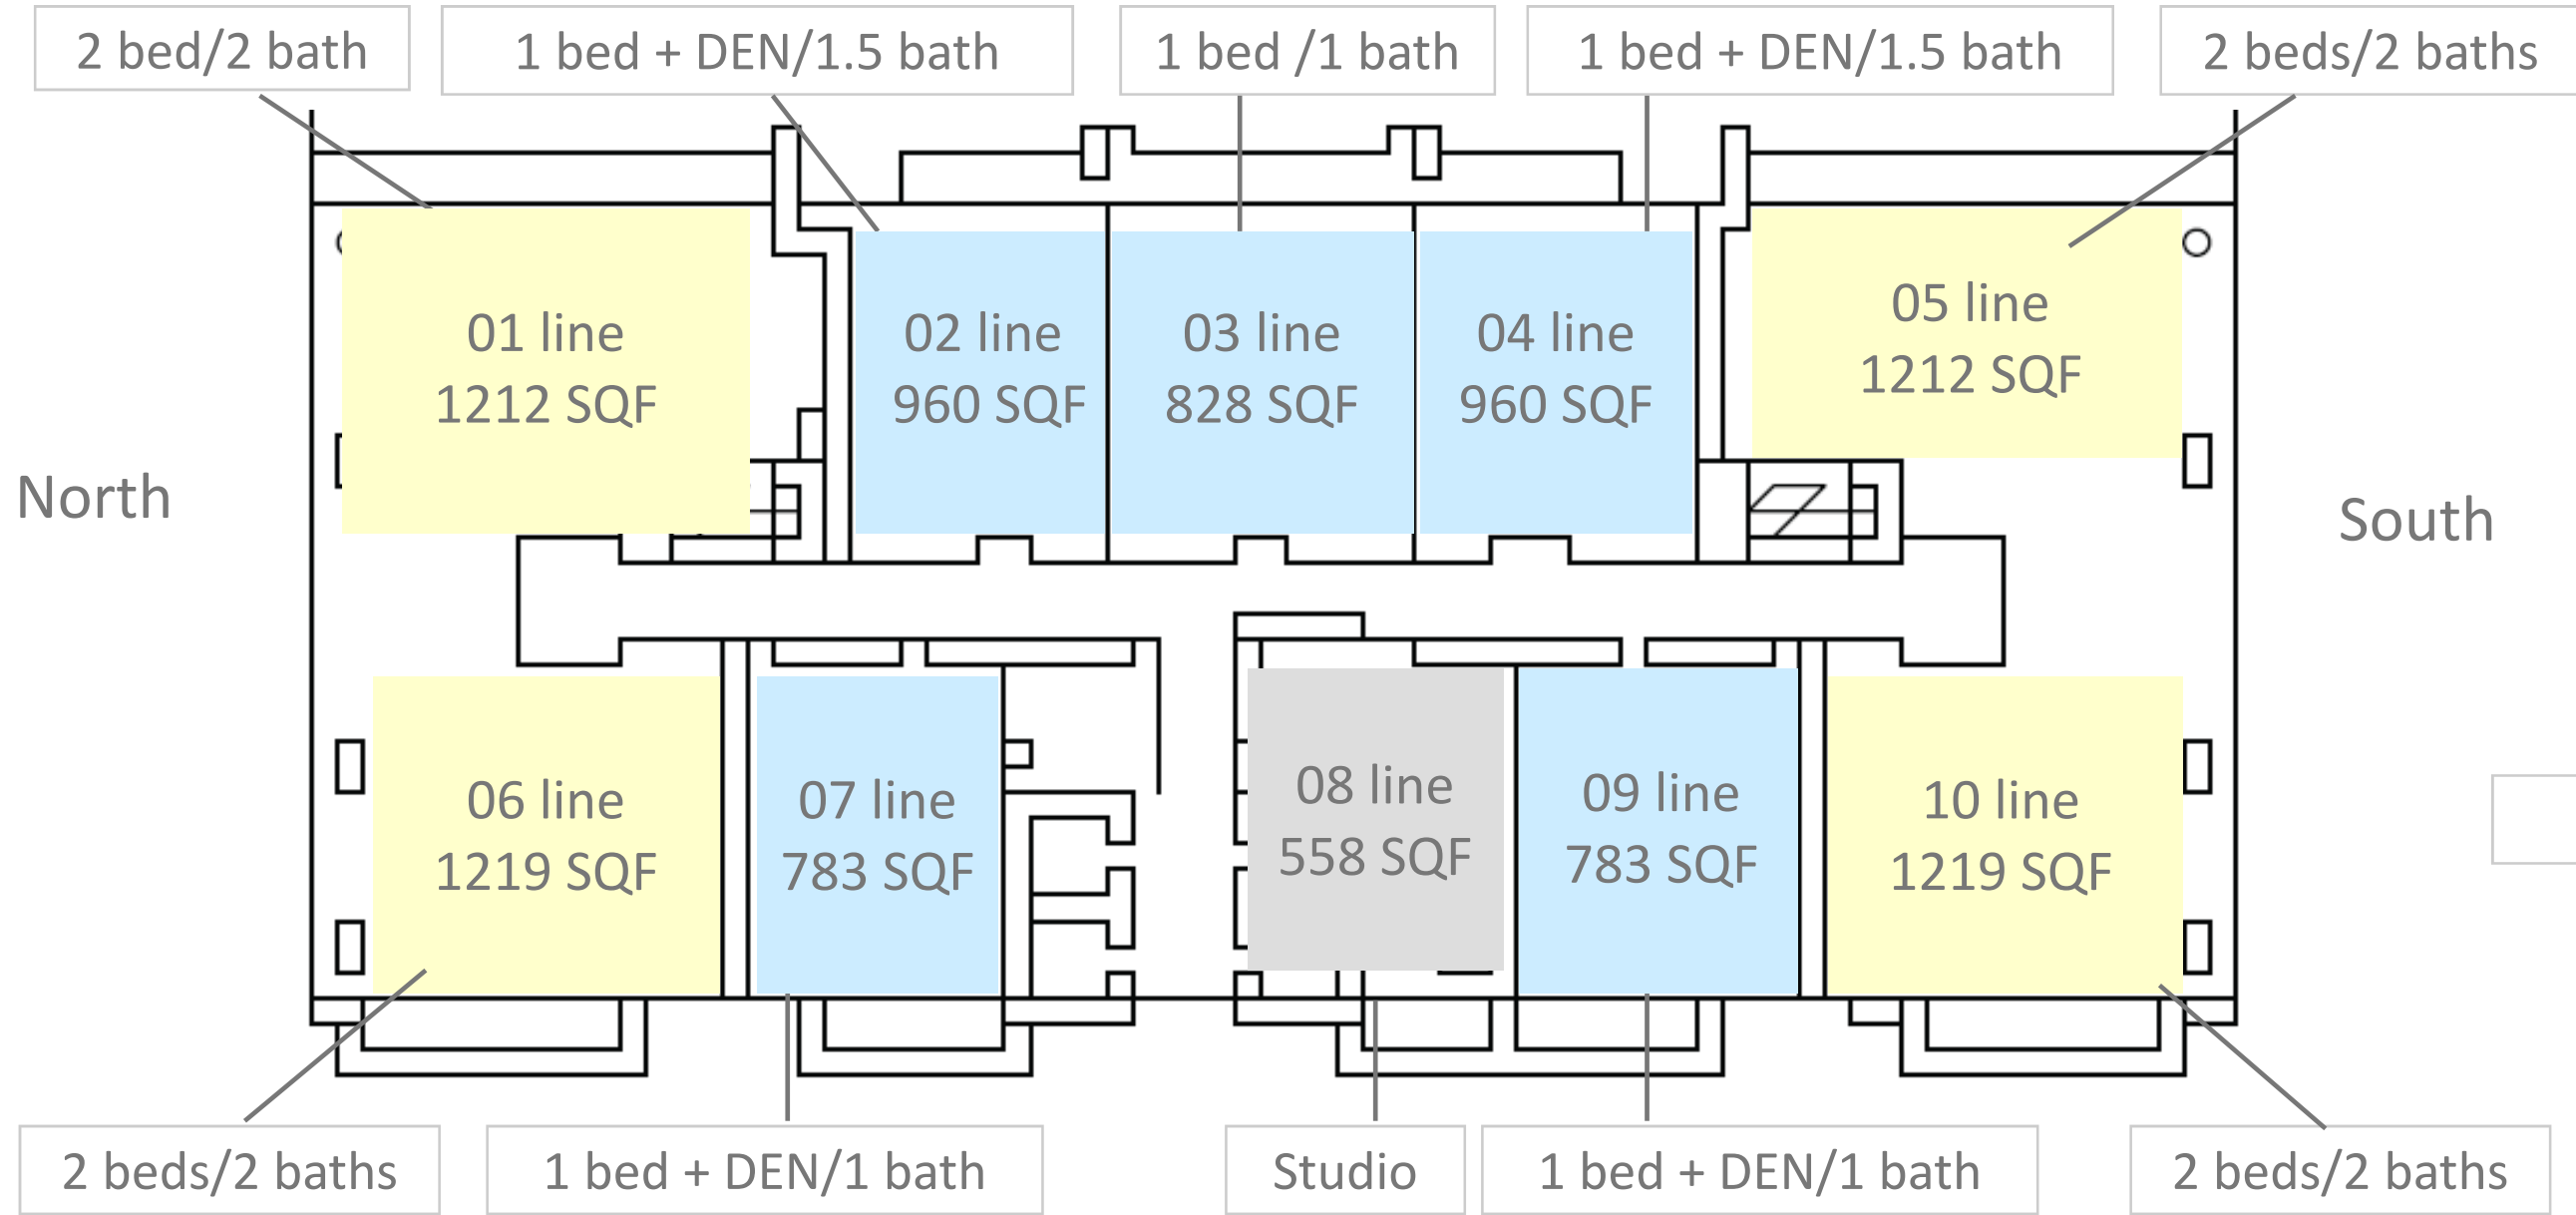 2 bed/2 bath
1 bed + DEN/1.5 bath
1 bed /1 bath
1 bed + DEN/1.5 bath
2 beds/2 baths
01 line
1212 SQF
02 line
960 SQF
03 line
828 SQF
04 line
960 SQF
05 line
1212 SQF
North
South
06 line
1219 SQF
07 line
783 SQF
08 line
558 SQF
09 line
783 SQF
10 line
1219 SQF
2 beds/2 baths
1 bed + DEN/1 bath
Studio
1 bed + DEN/1 bath
2 beds/2 baths